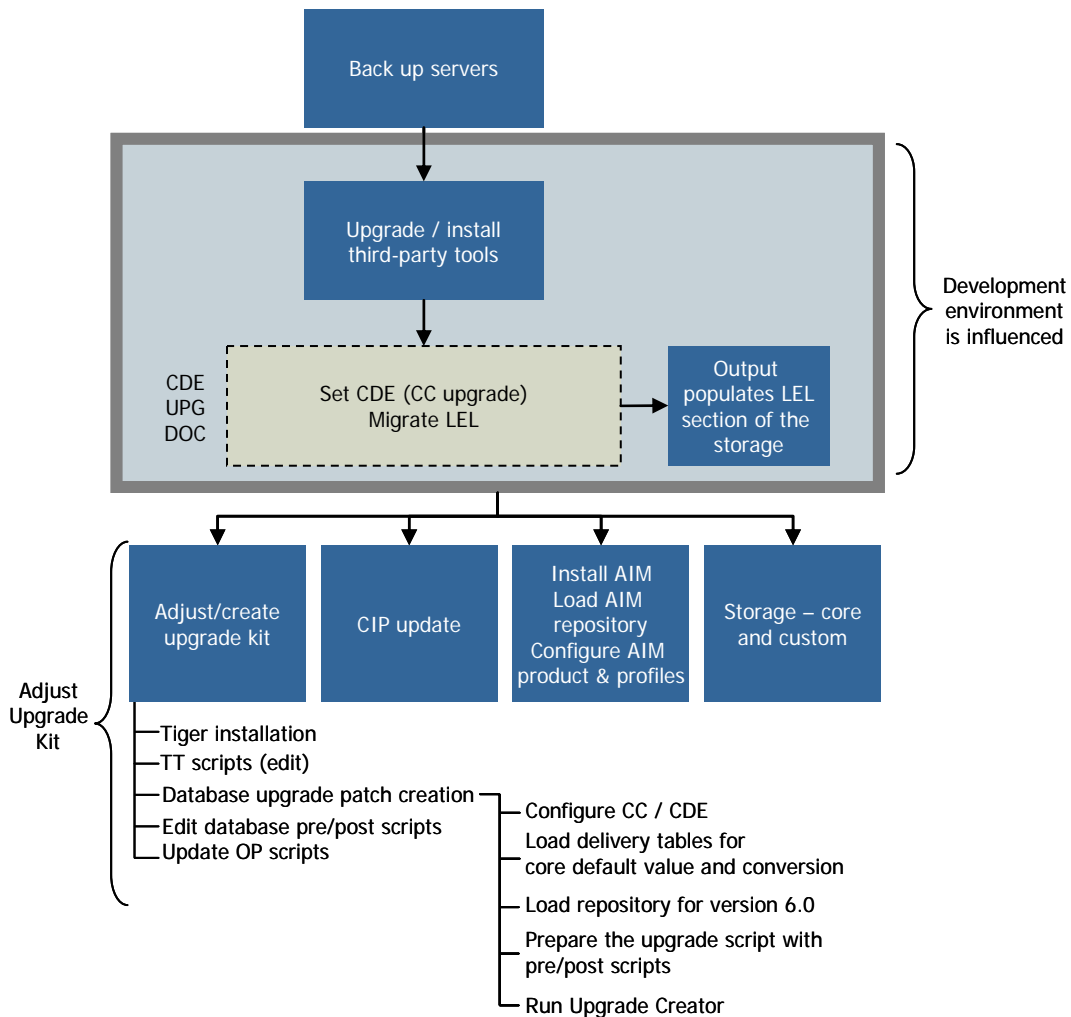 Back up servers
Upgrade / install
third-party tools
Development
environment
is influenced
CDE
UPG
DOC
Set CDE (CC upgrade)
Migrate LEL
Output
populates LEL
section of the
storage
Adjust/create
upgrade kit
CIP update
Install AIM
Load AIM
repository
Configure AIM
product & profiles
Storage – core
and custom
Adjust
Upgrade
Kit
Tiger installation
TT scripts (edit)
Database upgrade patch creation
Edit database pre/post scripts
Update OP scripts
Configure CC / CDE
Load delivery tables for
core default value and conversion
Load repository for version 6.0
Prepare the upgrade script with
pre/post scripts
Run Upgrade Creator